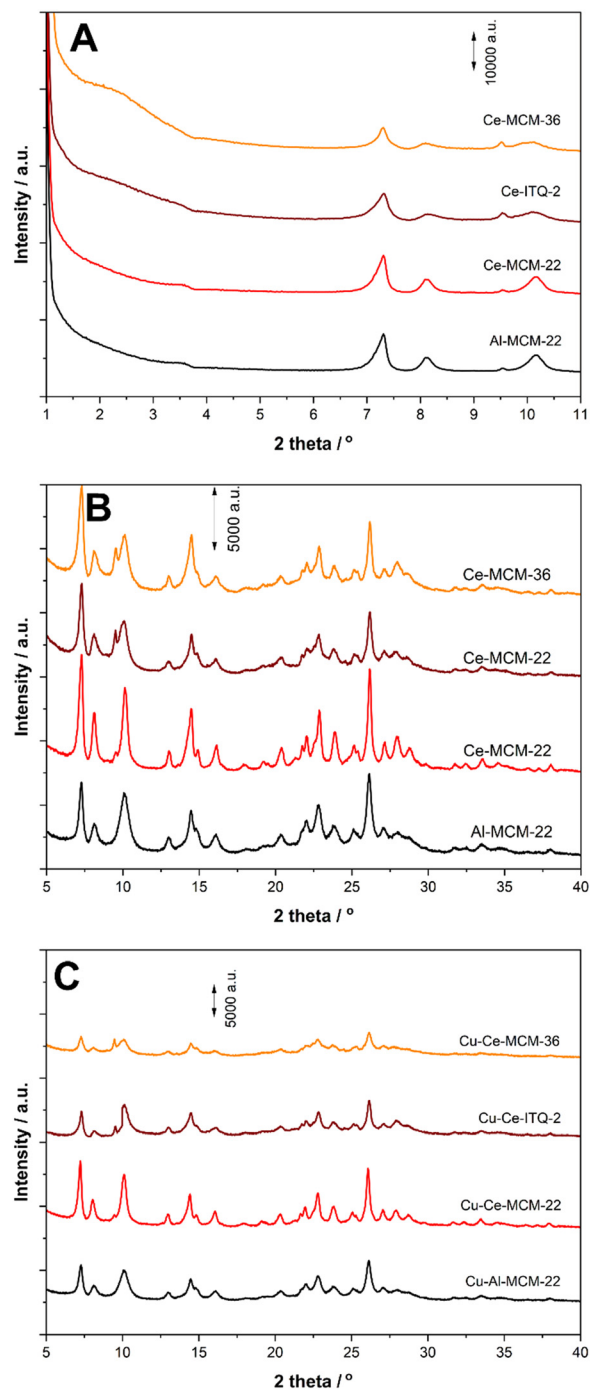 A
10000 a.u.
Ce-MCM-36
Ce-ITQ-2
Ce-MCM-22
Al-MCM-22
Intensity / a.u.
1 2 3 4 5 6 7 8 9 10 11
2 theta / °
B
5000 a.u.
Ce-MCM-36
Ce-MCM-22
Ce-MCM-22
Al-MCM-22
Intensity / a.u.
5 10 15 20 25 30 35 40
2 theta / °
C
5000 a.u.
Cu-Ce-MCM-36
Cu-Ce-ITQ-2
Cu-Ce-MCM-22
Cu-Al-MCM-22
Intensity / a.u.
5 10 15 20 25 30 35 40
2 theta / °